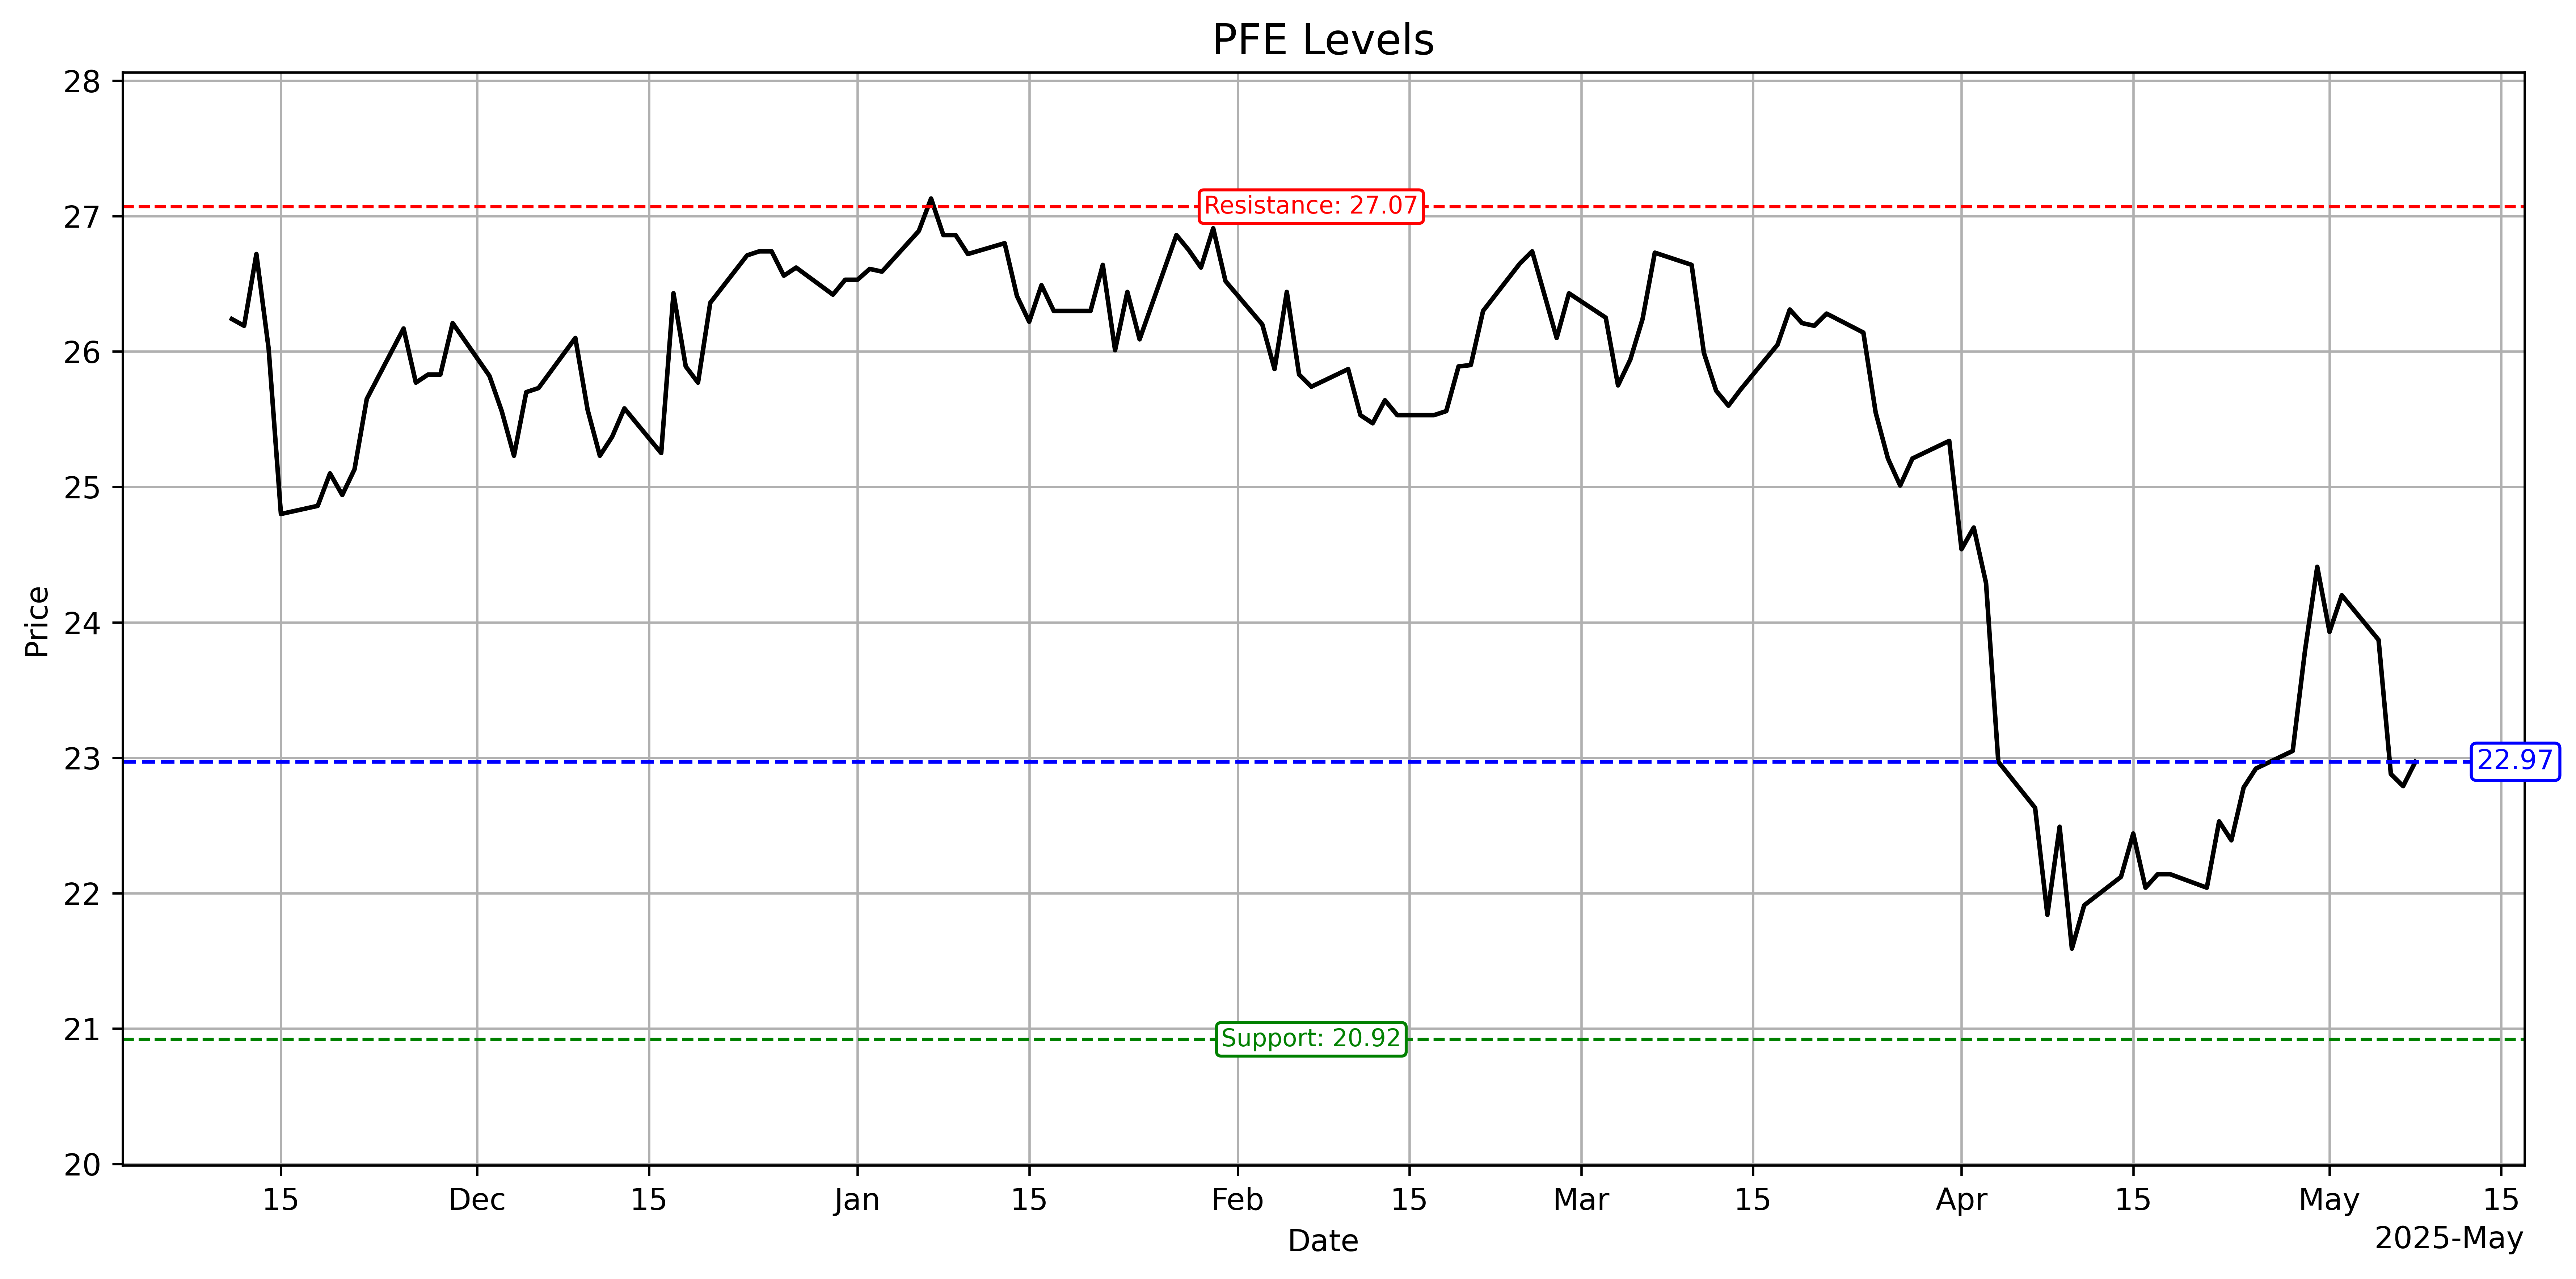 PFE Levels
28
27
26
25
24
23
22
21
20
Price
Resistance: 27.07
22.97
Support: 20.92
15 Dec 15 Jan 15 Feb 15 Mar 15 Apr 15 May 15
Date
2025-May